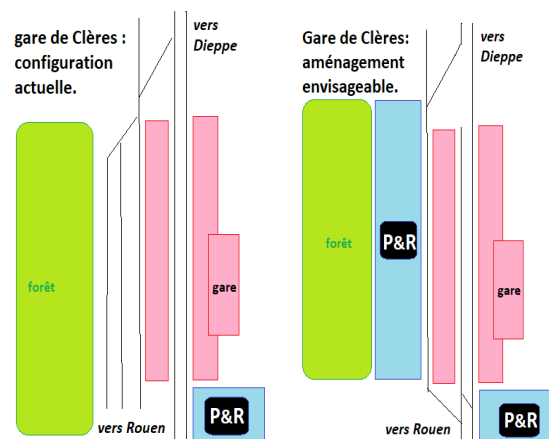 gare de Clères :
configuration
actuelle.
vers
Dieppe
forêt
gare
P&R
vers Rouen
Gare de Clères:
aménagement
envisageable.
vers
Dieppe
forêt
P&R
gare
vers Rouen
P&R